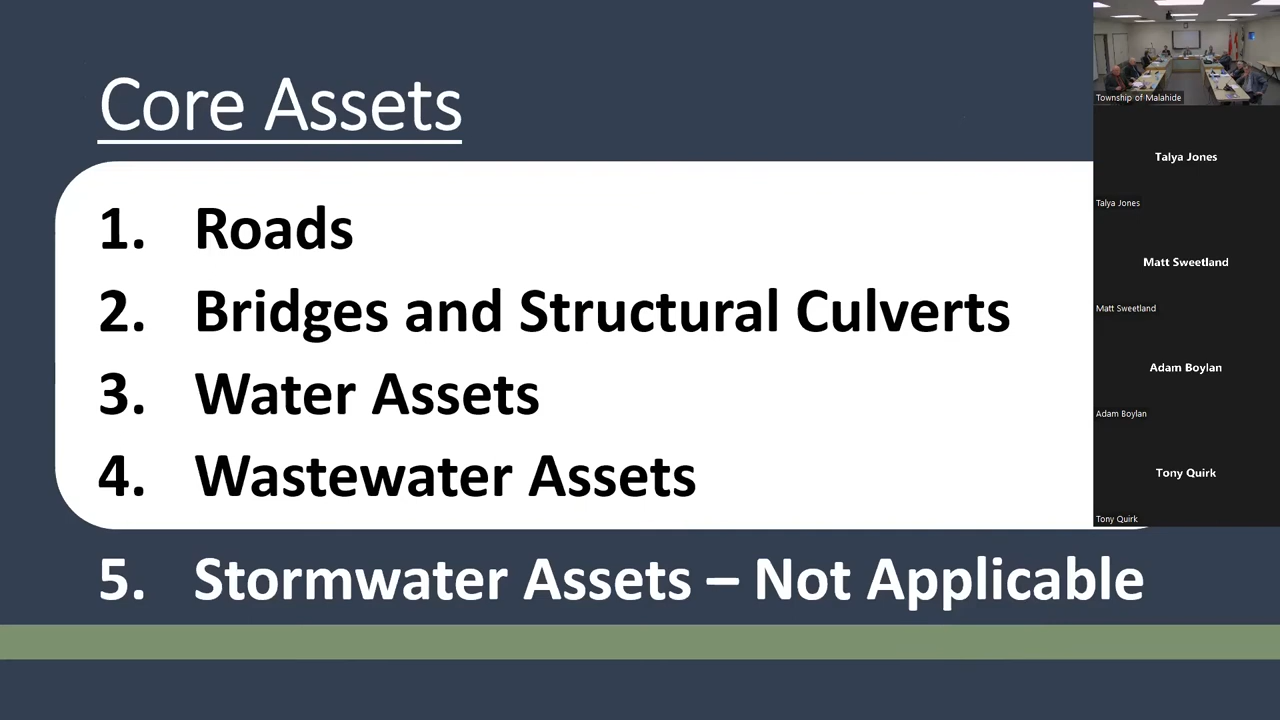 Core Assets
1. Roads
2. Bridges and Structural Culverts
3. Water Assets
4. Wastewater Assets
5. Stormwater Assets – Not Applicable
Township of Malahide
Talya Jones
Talya Jones
Matt Sweetland
Matt Sweetland
Adam Boylan
Adam Boylan
Tony Quirk
Tony Quirk